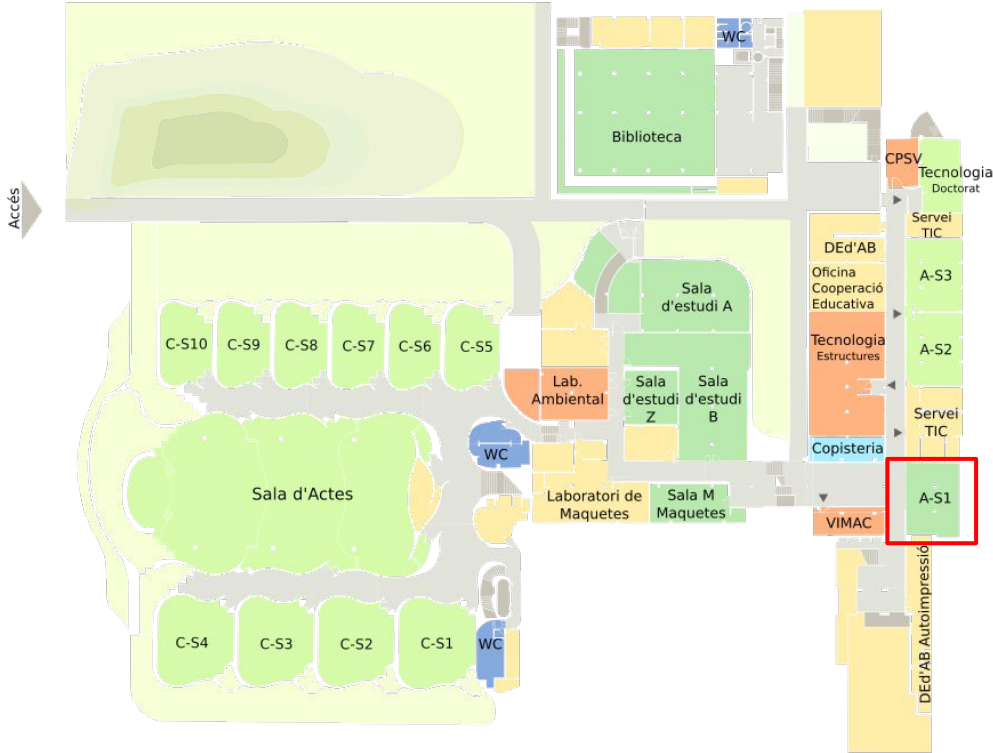 WC
Biblioteca
CPSV
Tecnologia
Doctorat
Accés
Servei
TIC
DEd'AB
Oficina
Cooperació
Educativa
A-S3
Sala
d'estudi A
Tecnologia
Estructures
A-S2
C-S10
C-S9
C-S8
C-S7
C-S6
C-S5
Lab.
Ambiental
Sala
d'estudi
Z
Sala
d'estudi
B
Servei
TIC
Copisteria
WC
Sala d'Actes
Laboratori de
Maquetes
Sala M
Maquetes
A-S1
VIMAC
DEd'AB Autoimpressió
C-S4
C-S3
C-S2
C-S1
WC